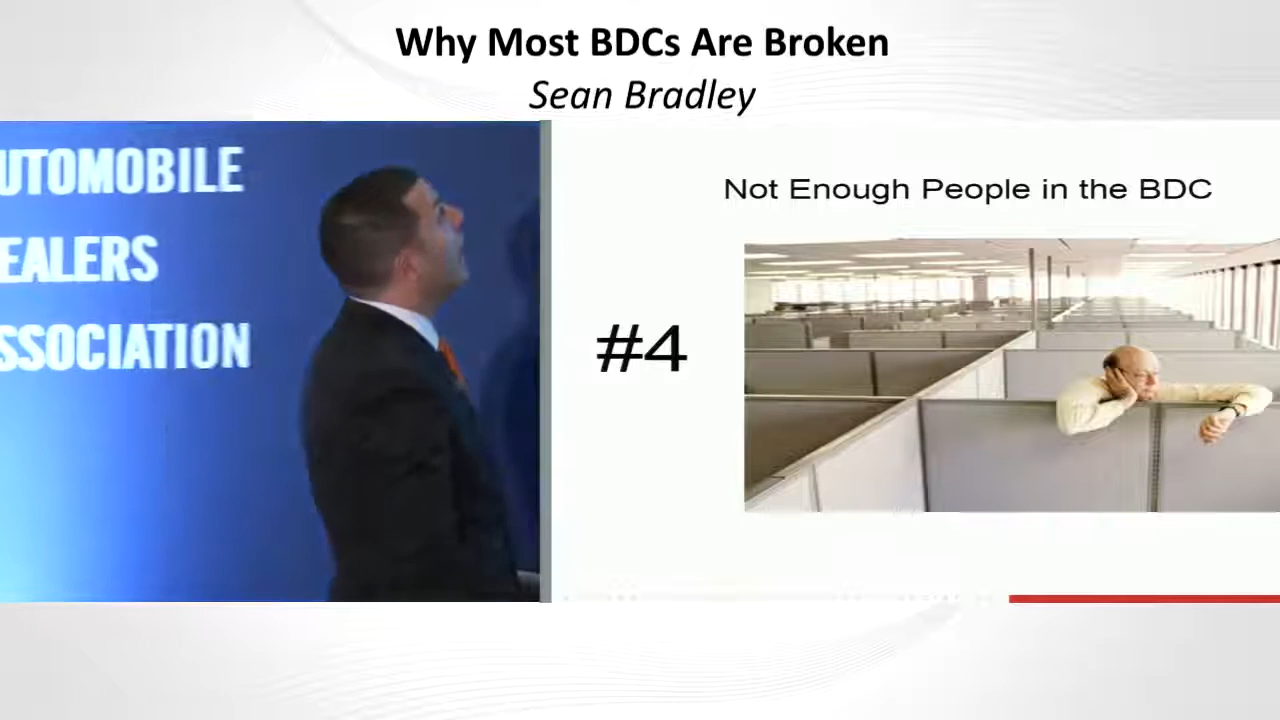 Why Most BDCs Are Broken
Sean Bradley
UTOMOBILE
EALERS
SSOCIATION
Not Enough People in the BDC
#4